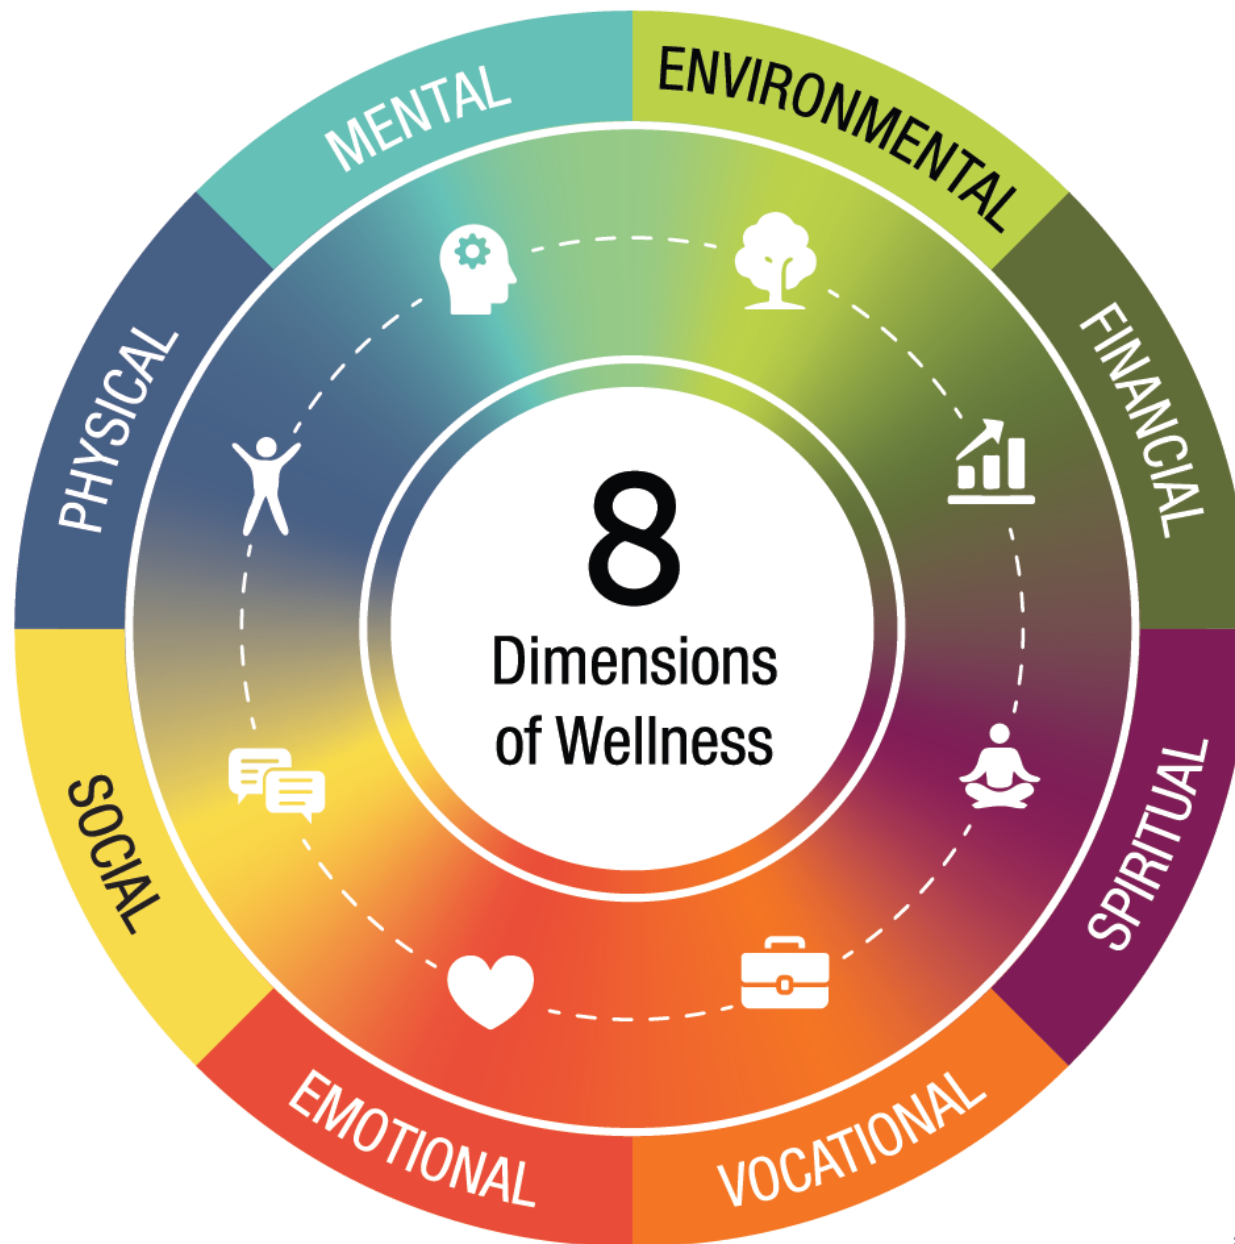 8
Dimensions
of Wellness
MENTAL
ENVIRONMENTAL
FINANCIAL
SPIRITUAL
VOCATIONAL
EMOTIONAL
SOCIAL
PHYSICAL